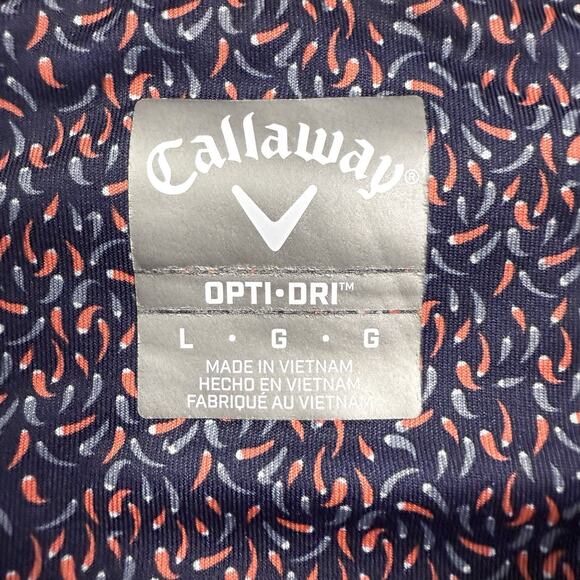 Callaway®
OPTI•DRI™
L • G • G
MADE IN VIETNAM
HECHO EN VIETNAM
FABRIQUÉ AU VIETNAM